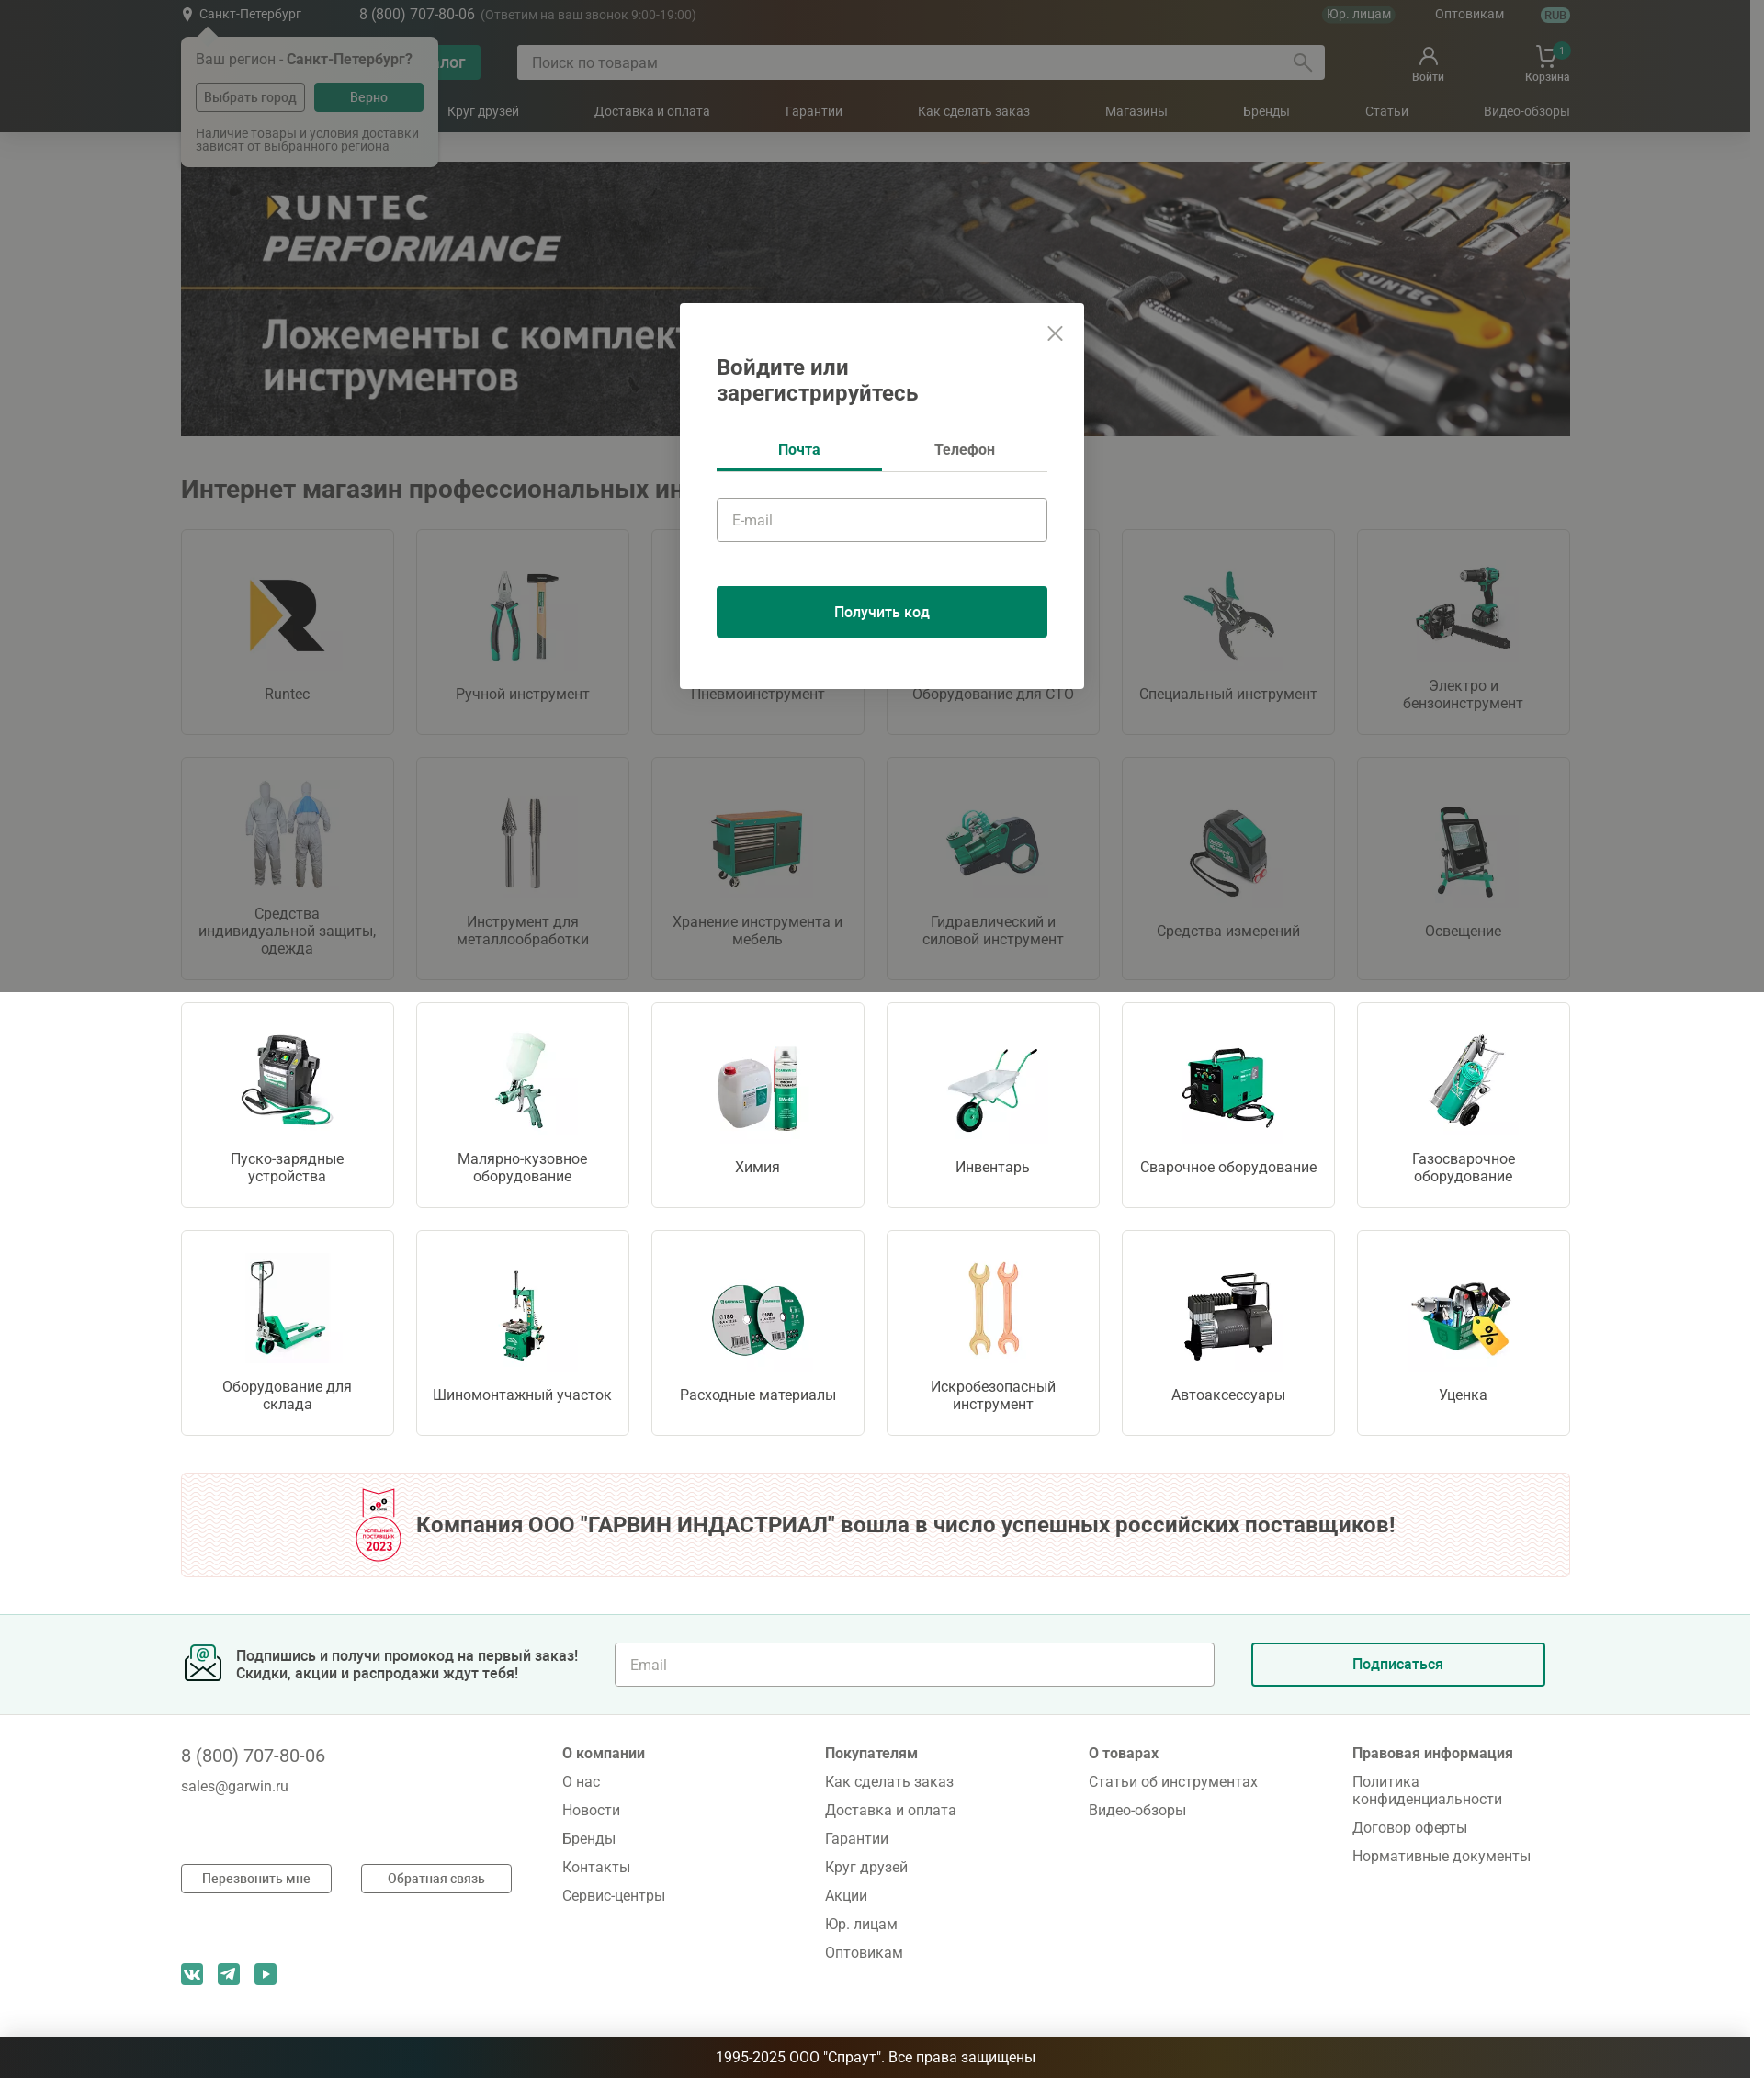 Санкт-Петербург
8 (800) 707-80-06 (Ответим на ваш звонок 9:00-19:00)
Юр. лицам
Оптовикам
RUB
Ваш регион - Санкт-Петербург?
Выбрать город
Верно
Наличие товары и условия доставки
зависят от выбранного региона
Поиск по товарам
Войти
1
Корзина
Круг друзей
Доставка и оплата
Гарантии
Как сделать заказ
Магазины
Бренды
Статьи
Видео-обзоры
RUNTEC
PERFORMANCE
Ложементы с комплект
инструментов
RUNTEC
Войдите или
зарегистрируйтесь
Почта
Телефон
E-mail
Получить код
Интернет магазин профессиональных ин
Runtec
Ручной инструмент
Пневмоинструмент
Оборудование для СТО
Специальный инструмент
Электро и
бензоинструмент
Средства
индивидуальной защиты,
одежда
Инструмент для
металлообработки
Хранение инструмента и
мебель
Гидравлический и
силовой инструмент
Средства измерений
Освещение
Пуско-зарядные
устройства
Малярно-кузовное
оборудование
Химия
Инвентарь
Сварочное оборудование
Газосварочное
оборудование
Оборудование для
склада
Шиномонтажный участок
Расходные материалы
Искробезопасный
инструмент
Автоаксессуары
Уценка
УСПЕШНЫЙ
ПОСТАВЩИК
2023
Компания ООО "ГАРВИН ИНДАСТРИАЛ" вошла в число успешных российских поставщиков!
Подпишись и получи промокод на первый заказ!
Скидки, акции и распродажи ждут тебя!
Email
Подписаться
8 (800) 707-80-06
sales@garwin.ru
Перезвонить мне
Обратная связь
О компании
О нас
Новости
Бренды
Контакты
Сервис-центры
Покупателям
Как сделать заказ
Доставка и оплата
Гарантии
Круг друзей
Акции
Юр. лицам
Оптовикам
О товарах
Статьи об инструментах
Видео-обзоры
Правовая информация
Политика
конфиденциальности
Договор оферты
Нормативные документы
1995-2025 ООО "Спраут". Все права защищены